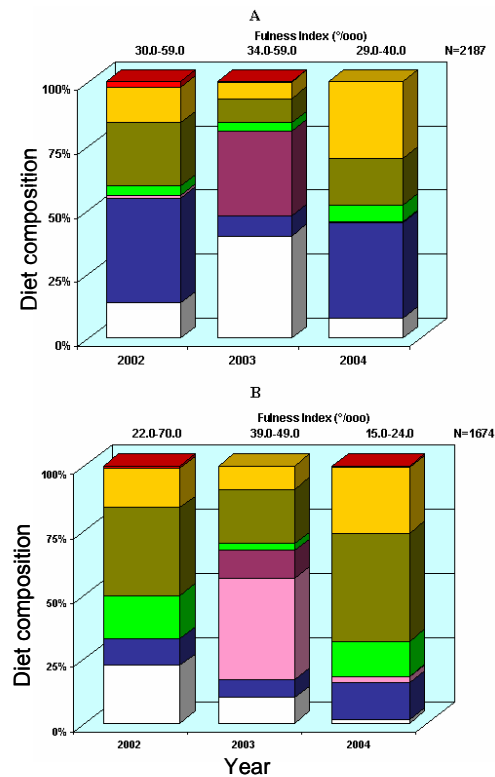 A
Fulness Index (°/ooo)
30.0-59.0 34.0-59.0 29.0-40.0 N=2187
100%
75%
50%
25%
0%
Diet composition
2002 2003 2004
B
Fulness Index (°/ooo)
22.0-70.0 39.0-49.0 15.0-24.0 N=1674
100%
75%
50%
25%
0%
Diet composition
2002 2003 2004
Year